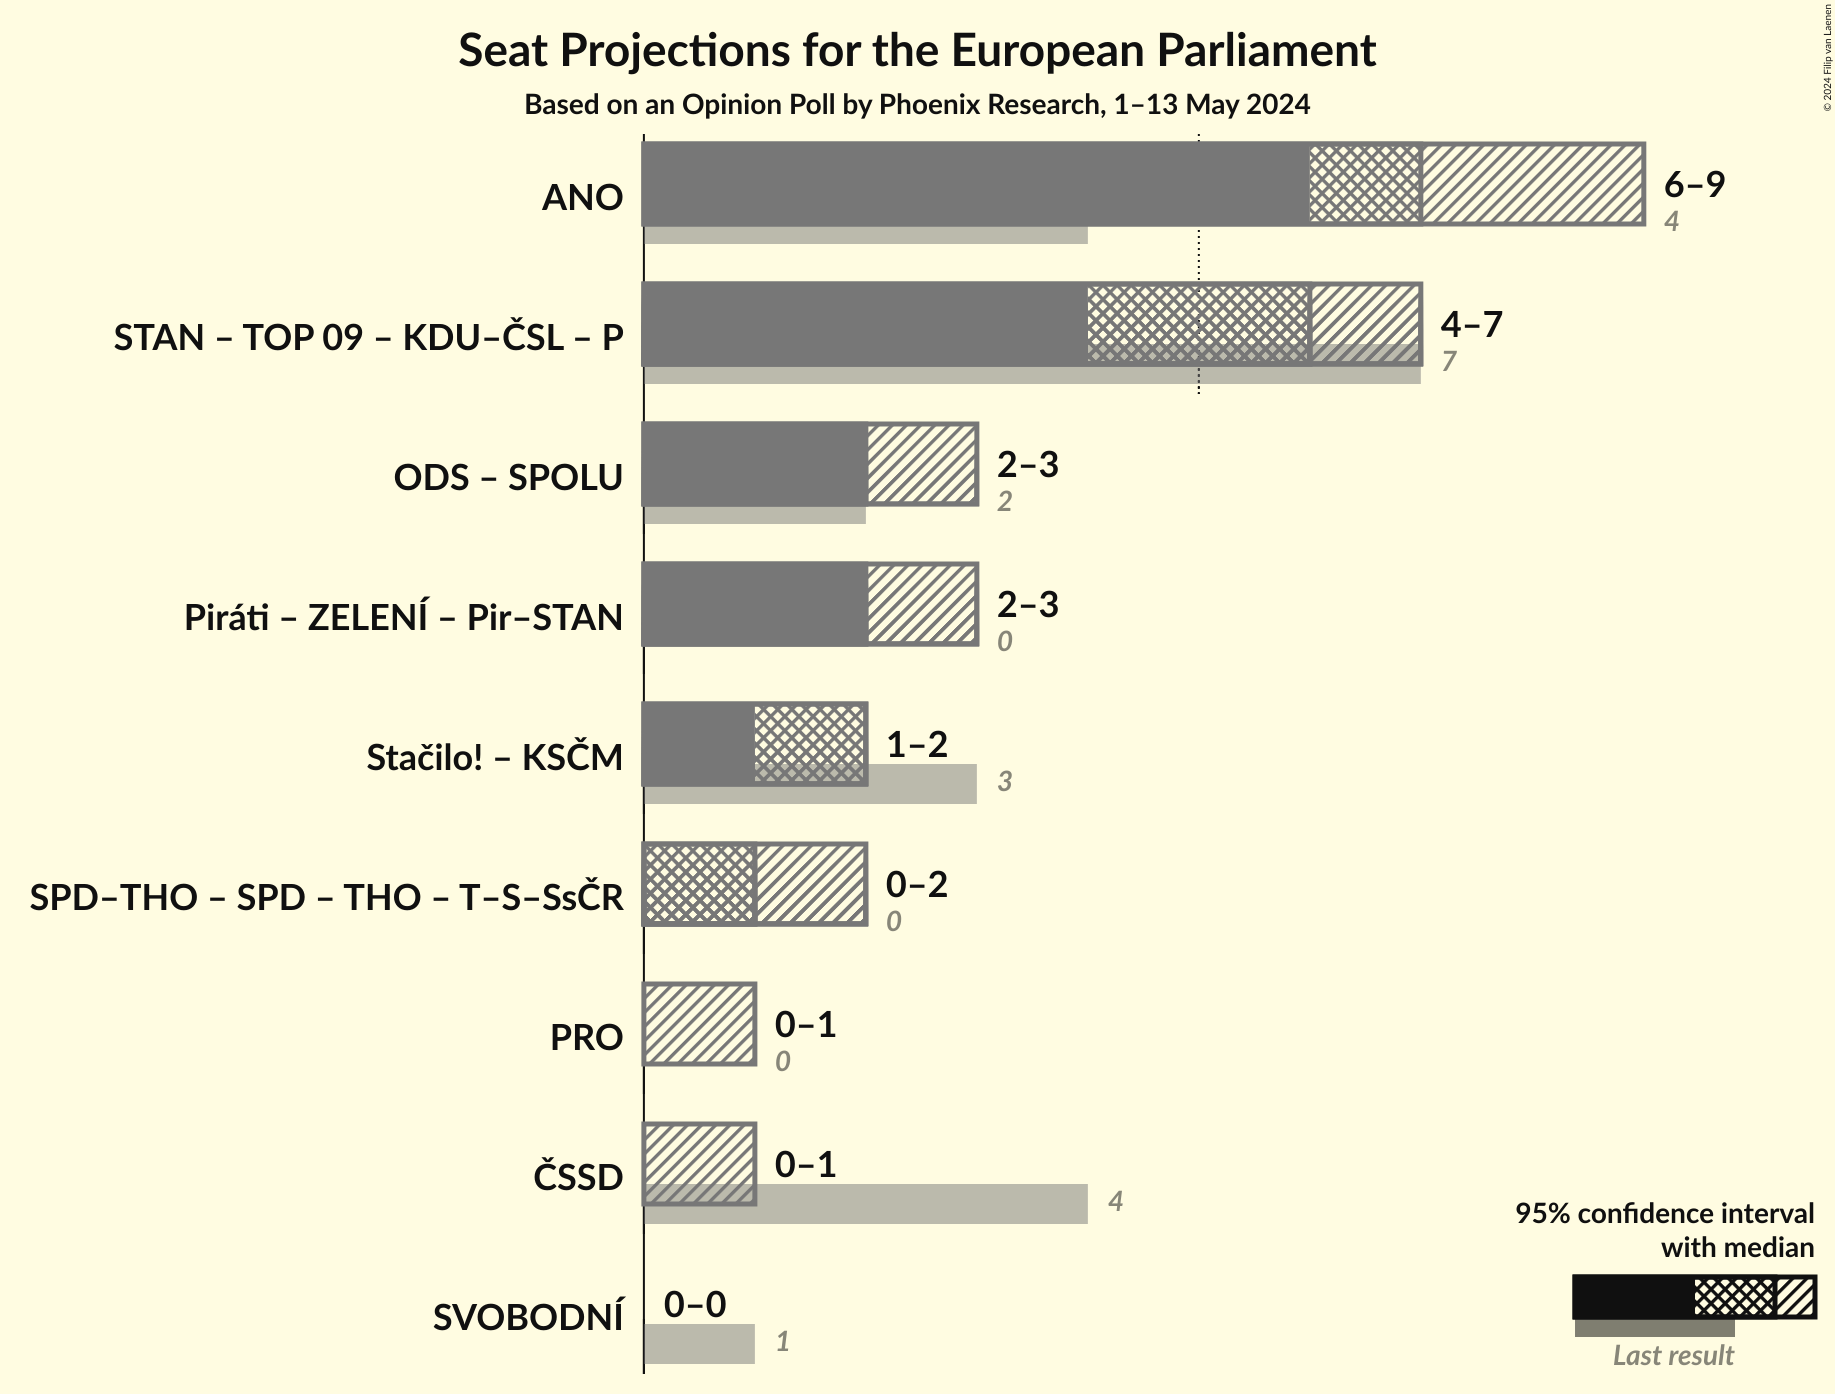 Seat Projections for the European Parliament
Based on an Opinion Poll by Phoenix Research, 1–13 May 2024
© 2024 Filip van Laenen
ANO
6–9
4
STAN – TOP 09 – KDU–ČSL – P
4–7
7
ODS – SPOLU
2–3
2
Piráti – ZELENÍ – Pir–STAN
2–3
0
Stačilo! – KSČM
1–2
3
SPD–THO – SPD – THO – T–S–SsČR
0–2
0
PRO
0–1
0
ČSSD
0–1
4
SVOBODNÍ
0–0
1
95% confidence interval
with median
Last result